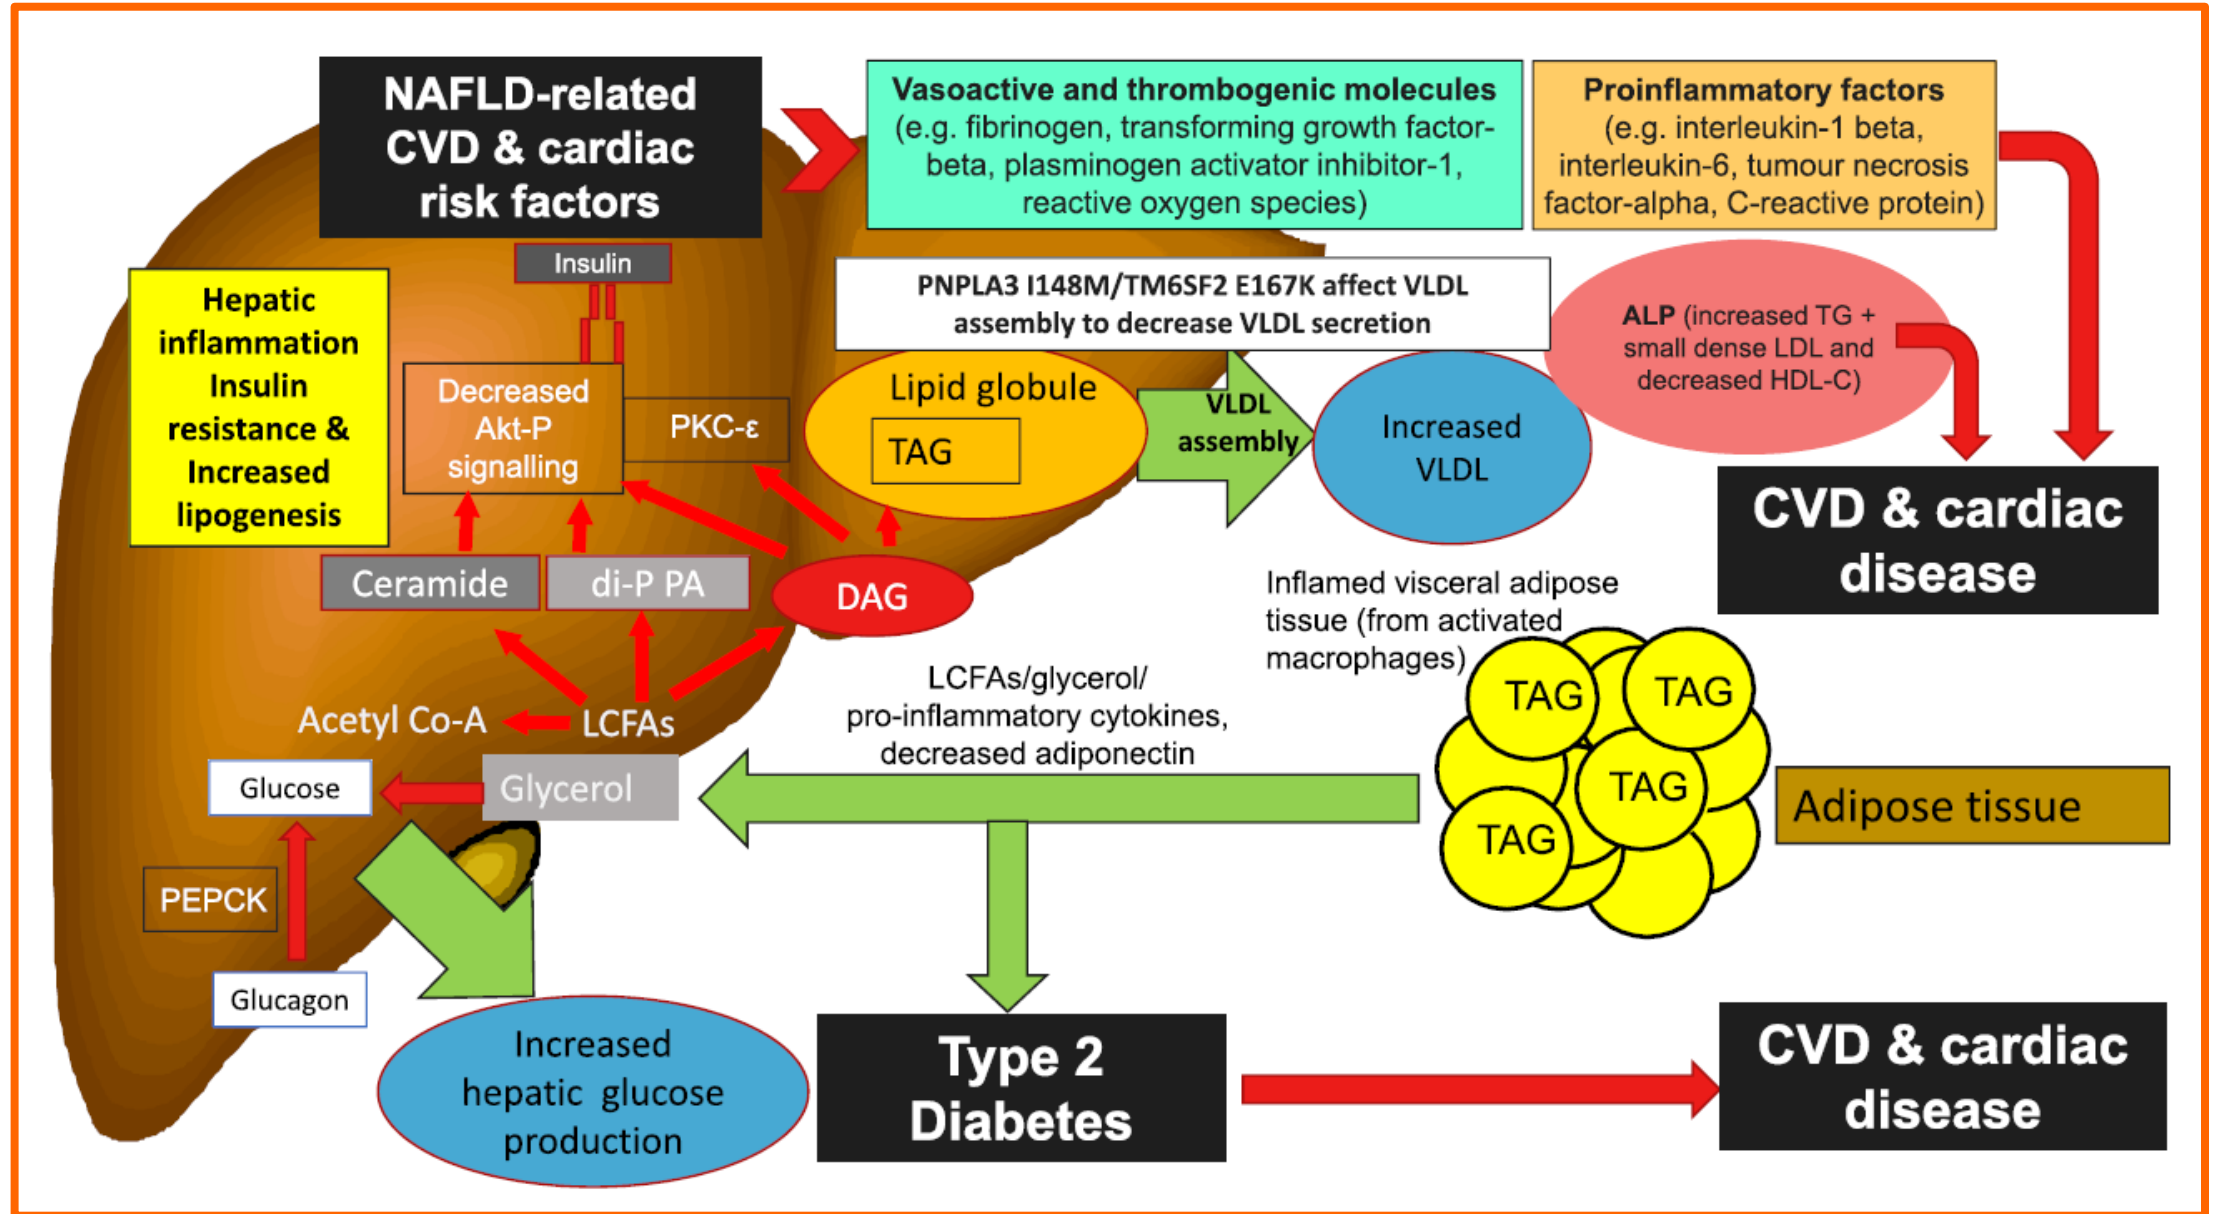 NAFLD-related
CVD & cardiac
risk factors
Vasoactive and thrombogenic molecules
(e.g. fibrinogen, transforming growth factor-
beta, plasminogen activator inhibitor-1,
reactive oxygen species)
Proinflammatory factors
(e.g. interleukin-1 beta,
interleukin-6, tumour necrosis
factor-alpha, C-reactive protein)
Insulin
Hepatic
inflammation
Insulin
resistance &
Increased
lipogenesis
PNPLA3 I148M/TM6SF2 E167K affect VLDL
assembly to decrease VLDL secretion
ALP (increased TG +
small dense LDL and
decreased HDL-C)
Decreased
Akt-P
signalling
PKC-ε
Lipid globule
TAG
VLDL
assembly
Increased
VLDL
CVD & cardiac
disease
Ceramide
di-P PA
DAG
Inflamed visceral adipose
tissue (from activated
macrophages)
LCFAs/glycerol/
pro-inflammatory cytokines,
decreased adiponectin
TAG
TAG
TAG
TAG
Adipose tissue
Acetyl Co-A
LCFAs
Glucose
Glycerol
PEPCK
Glucagon
Increased
hepatic glucose
production
Type 2
Diabetes
CVD & cardiac
disease